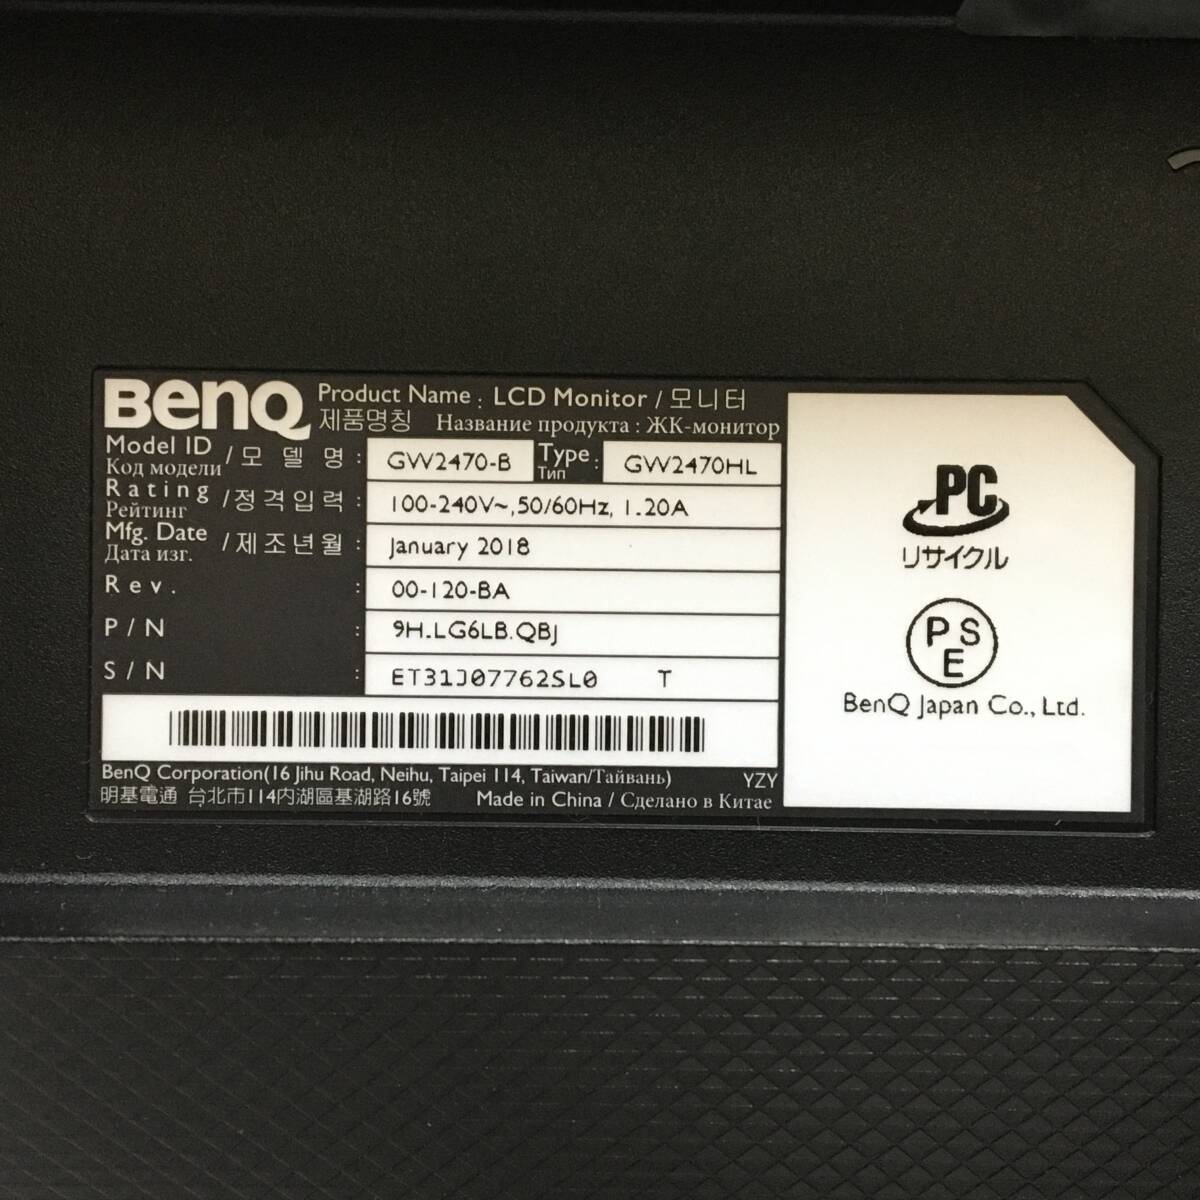 BenQ
Product Name : LCD Monitor / 모니터
제품명칭 Название продукта : ЖК-монитор
Model ID / 모 델 명 : GW2470-B Type : GW2470HL
Код модели Тип
Rating / 정격입력 : 100-240V~,50/60Hz, 1.20A
Рейтинг
Mfg. Date / 제조년월 : January 2018
Дата изг.
Rev. : 00-120-BA
P/N : 9H.LG6LB.QBJ
S/N : ET31J07762SL0 T
BenQ Corporation(16 Jihu Road, Neihu, Taipei 114, Taiwan/Тайвань) YZY
明基電通 台北市114内湖區基湖路16號 Made in China / Сделано в Китае
PC
リサイクル
PS
E
BenQ Japan Co., Ltd.